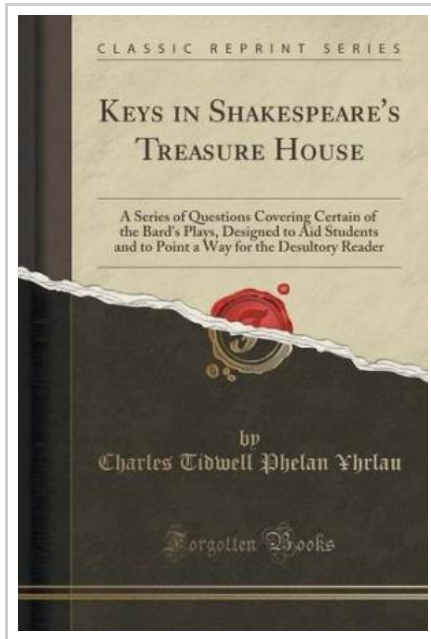 CLASSIC REPRINT SERIES
KEYS IN SHAKESPEARE'S
TREASURE HOUSE
A Series of Questions Covering Certain of
the Bard's Plays, Designed to Aid Students
and to Point a Way for the Desultory Reader
by
Charles Tidwell Phelan Yhrlau
Forgotten Books